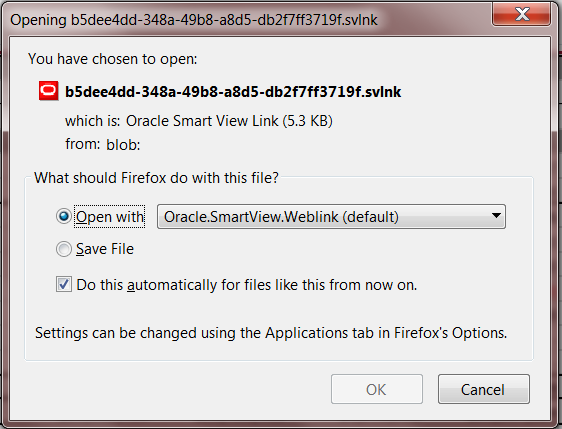 Opening b5dee4dd-348a-49b8-a8d5-db2f7ff3719f.svlnk
You have chosen to open:
b5dee4dd-348a-49b8-a8d5-db2f7ff3719f.svlnk
which is: Oracle Smart View Link (5.3 KB)
from: blob:
What should Firefox do with this file?
Open with Oracle.SmartView.Weblink (default)
Save File
Do this automatically for files like this from now on.
Settings can be changed using the Applications tab in Firefox's Options.
OK Cancel